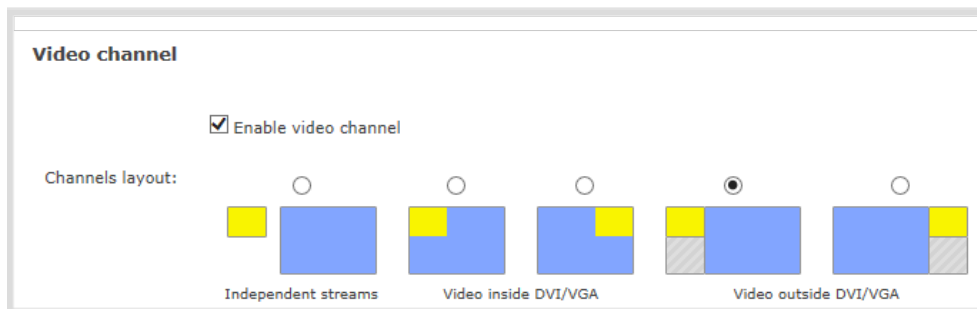 Video channel
Enable video channel
Channels layout:
Independent streams Video inside DVI/VGA Video outside DVI/VGA